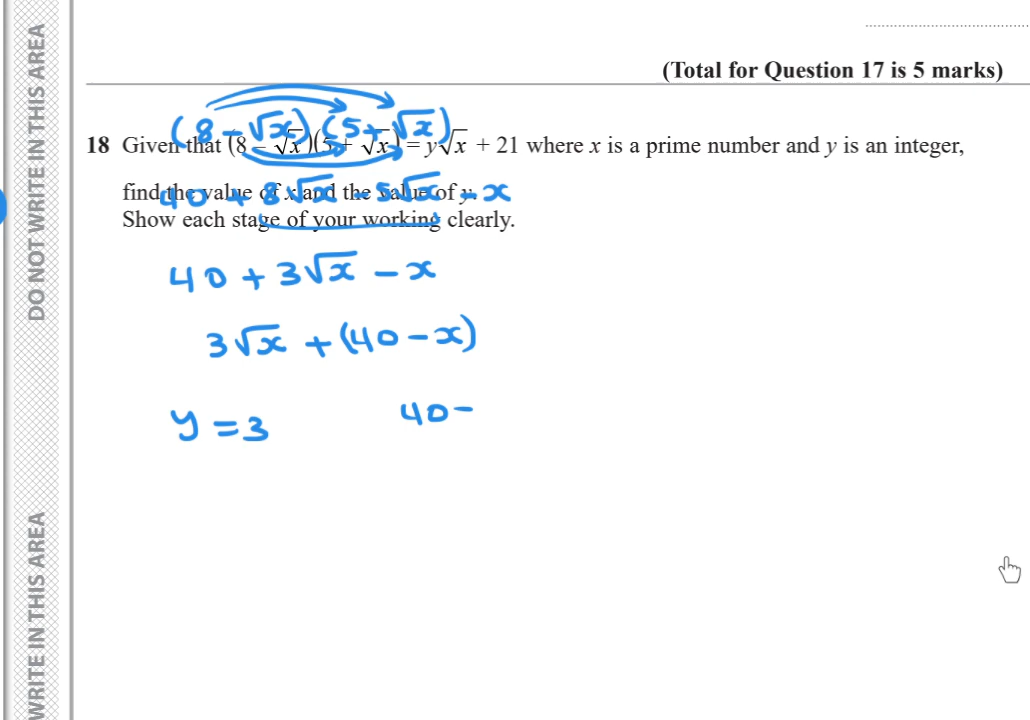 DO NOT WRITE IN THIS AREA
(Total for Question 17 is 5 marks)
(8 - √x) (5 + √x)
18 Given that (8 – √x)(5 + √x) = y√x + 21 where x is a prime number and y is an integer,
find the value of x and the value of y.
40 + 8√x - 5√x - x
Show each stage of your working clearly.
40 + 3√x - x
3√x + (40 - x)
y = 3 40 -
WRITE IN THIS AREA